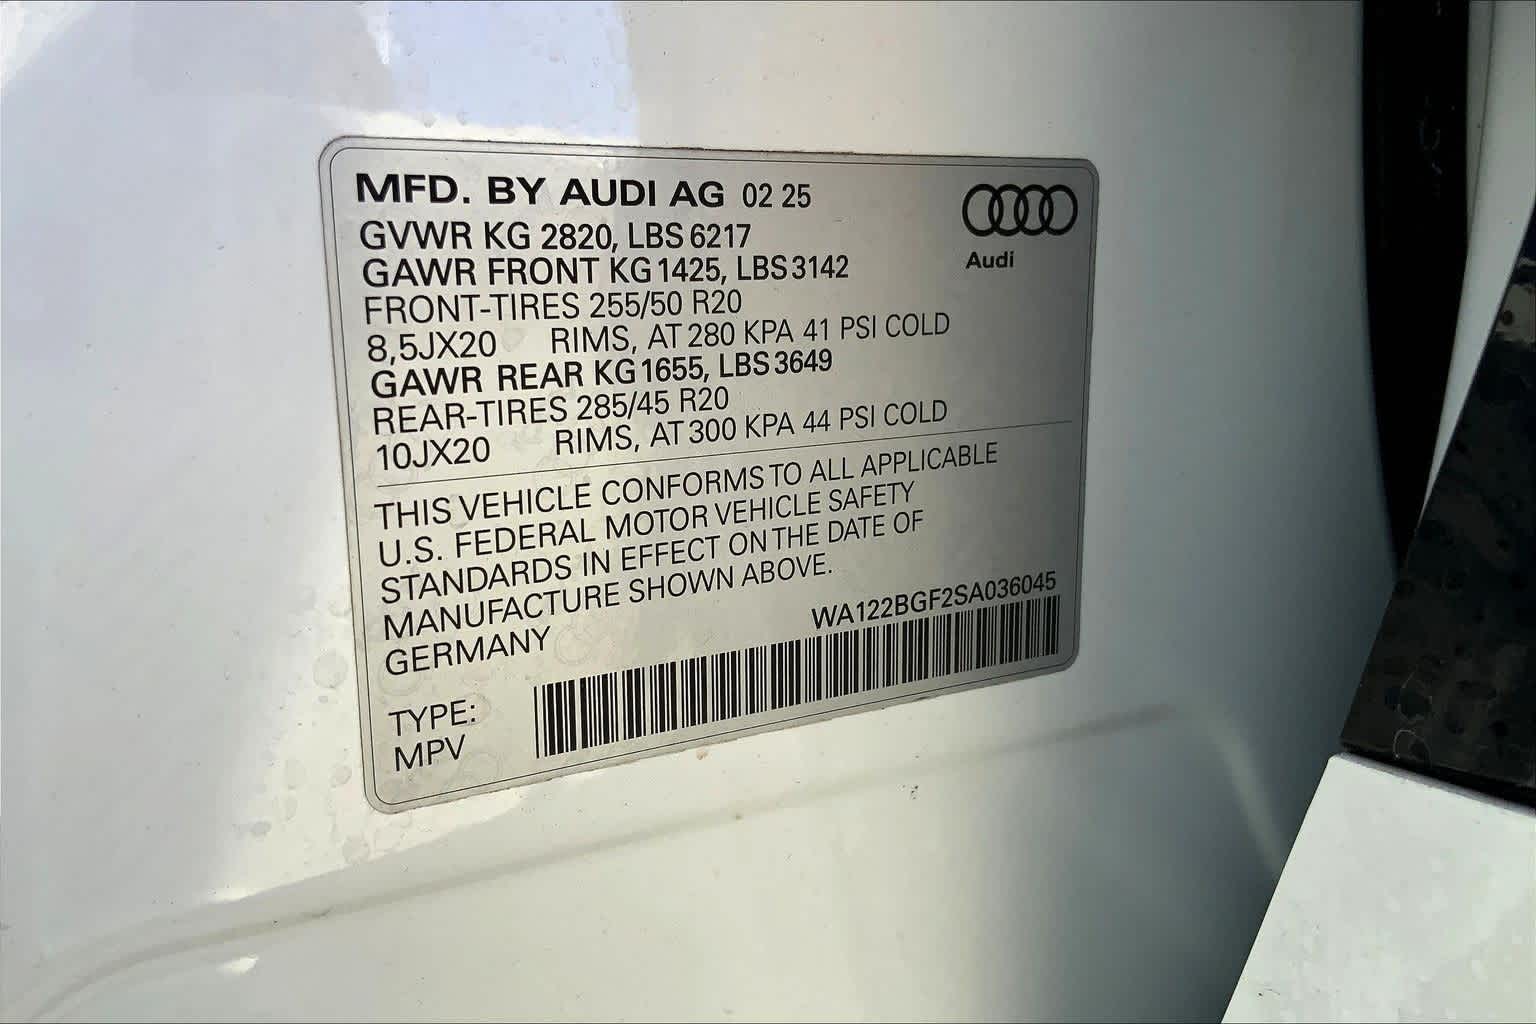 MFD. BY AUDI AG 02 25
GVWR KG 2820, LBS 6217
GAWR FRONT KG 1425, LBS 3142
Audi
FRONT-TIRES 255/50 R20
8,5JX20 RIMS, AT 280 KPA 41 PSI COLD
GAWR REAR KG 1655, LBS 3649
REAR-TIRES 285/45 R20
10JX20 RIMS, AT 300 KPA 44 PSI COLD
THIS VEHICLE CONFORMS TO ALL APPLICABLE
U.S. FEDERAL MOTOR VEHICLE SAFETY
STANDARDS IN EFFECT ON THE DATE OF
MANUFACTURE SHOWN ABOVE.
GERMANY
WA122BGF2SA036045
TYPE:
MPV